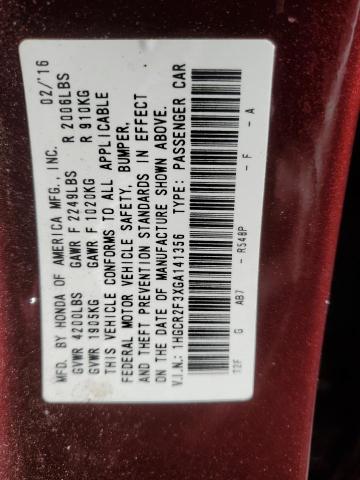 MFD. BY HONDA OF AMERICA MFG., INC. 02/'16
GVWR 4200LBS GAWR F 2249LBS R 2006LBS
GVWR 1905KG GAWR F 1020KG R 910KG
THIS VEHICLE CONFORMS TO ALL APPLICABLE
FEDERAL MOTOR VEHICLE SAFETY, BUMPER,
AND THEFT PREVENTION STANDARDS IN EFFECT
ON THE DATE OF MANUFACTURE SHOWN ABOVE.
V.I.N.: 1HGCR2F3XGA141356 TYPE: PASSENGER CAR
G AB7 - R548P - F - A